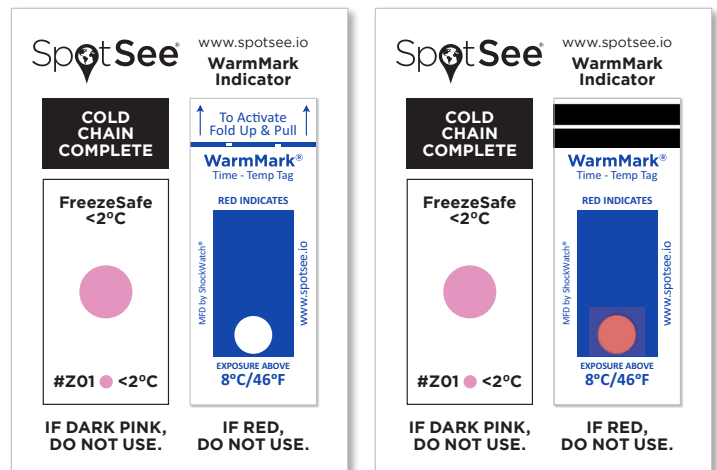 SpotSee®
www.spotsee.io
WarmMark
Indicator
COLD
CHAIN
COMPLETE
To Activate
Fold Up & Pull
WarmMark®
Time - Temp Tag
FreezeSafe
<2ºC
RED INDICATES
MFD by ShockWatch®
www.spotsee.io
EXPOSURE ABOVE
8ºC/46ºF
#Z01 <2ºC
IF DARK PINK,
DO NOT USE.
IF RED,
DO NOT USE.
SpotSee®
www.spotsee.io
WarmMark
Indicator
COLD
CHAIN
COMPLETE
WarmMark®
Time - Temp Tag
FreezeSafe
<2ºC
RED INDICATES
MFD by ShockWatch®
www.spotsee.io
EXPOSURE ABOVE
8ºC/46ºF
#Z01 <2ºC
IF DARK PINK,
DO NOT USE.
IF RED,
DO NOT USE.